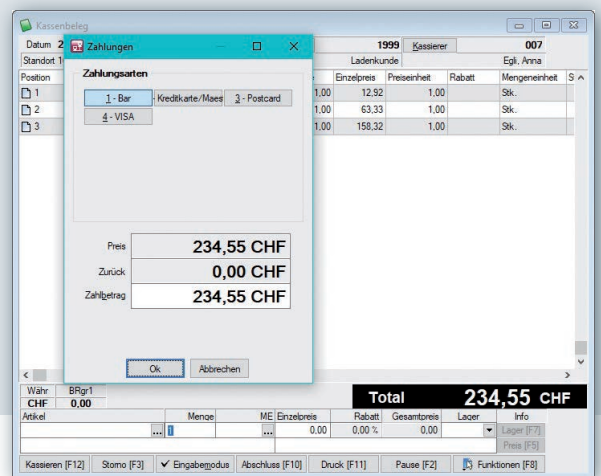 Kassenbeleg
Datum 2 1999 Kassierer 007
Standort 1 Ladenkunde Egli, Anna
Position Einzelpreis Preiseinheit Rabatt Mengeneinheit S
1 1,00 12,92 1,00 Stk.
2 1,00 63,33 1,00 Stk.
3 1,00 158,32 1,00 Stk.
Zahlungen
Zahlungsarten
1 - Bar Kreditkarte/Maes 3 - Postcard
4 - VISA
Preis 234,55 CHF
Zurück 0,00 CHF
Zahlbetrag 234,55 CHF
Ok Abbrechen
Währ BRgr1 Total 234,55 CHF
CHF 0,00
Artikel Menge ME Einzelpreis Rabatt Gesamtpreis Lager Info
... 1 ... 0.00 0.00 % 0.00 Lager [F7]
Preis [F5]
Kassieren [F12] Storno [F3] Eingabemodus Abschluss [F10] Druck [F11] Pause [F2] Funktionen [F8]